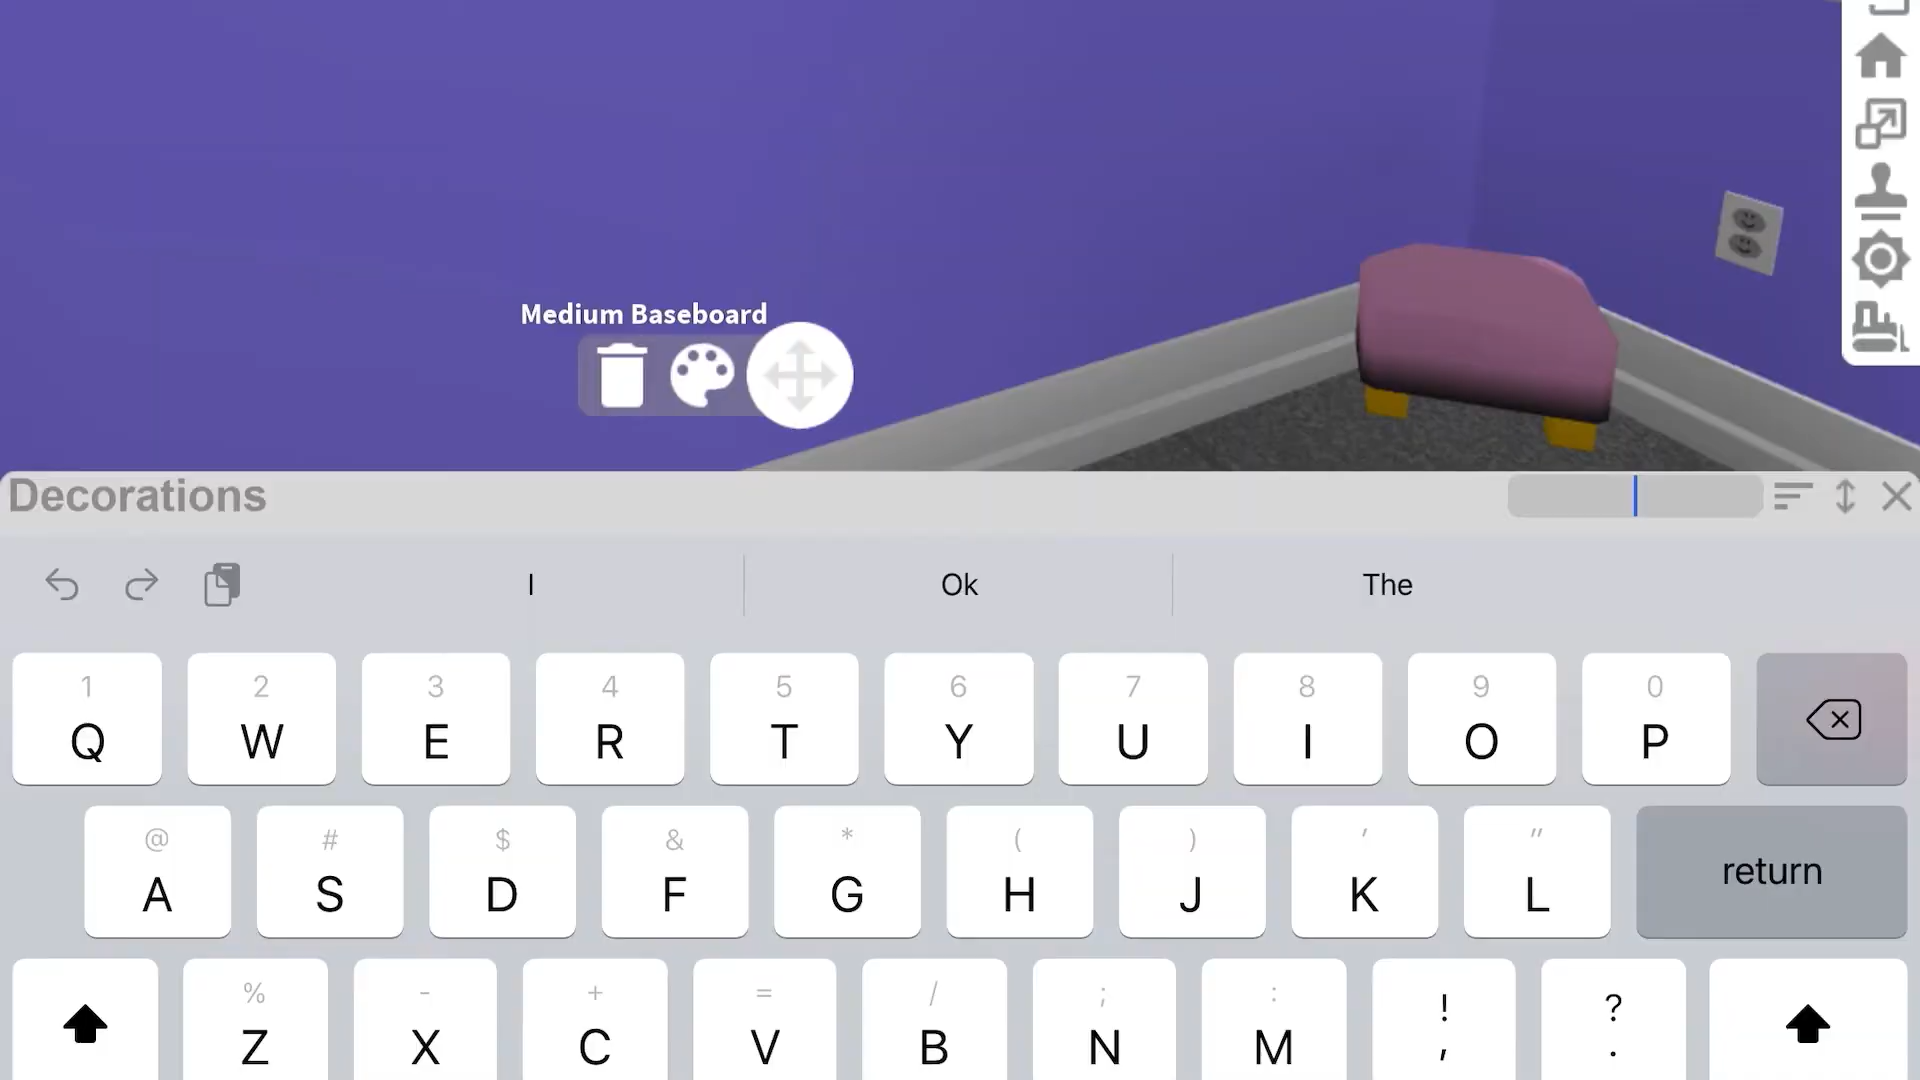 Medium Baseboard
Decorations
I Ok The
1 2 3 4 5 6 7 8 9 0
Q W E R T Y U I O P
@ # $ & * ( ) ' "
A S D F G H J K L return
% - + = / ; : ! ?
Z X C V B N M , .